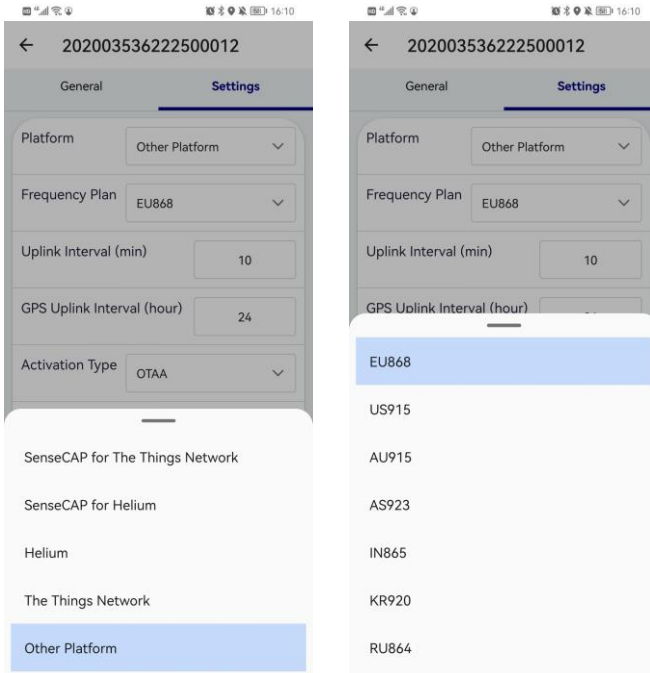 16:10
202003536222500012
General Settings
Platform Other Platform
Frequency Plan EU868
Uplink Interval (min) 10
GPS Uplink Interval (hour) 24
Activation Type OTAA
SenseCAP for The Things Network
SenseCAP for Helium
Helium
The Things Network
Other Platform
16:10
202003536222500012
General Settings
Platform Other Platform
Frequency Plan EU868
Uplink Interval (min) 10
GPS Uplink Interval (hour)
EU868
US915
AU915
AS923
IN865
KR920
RU864